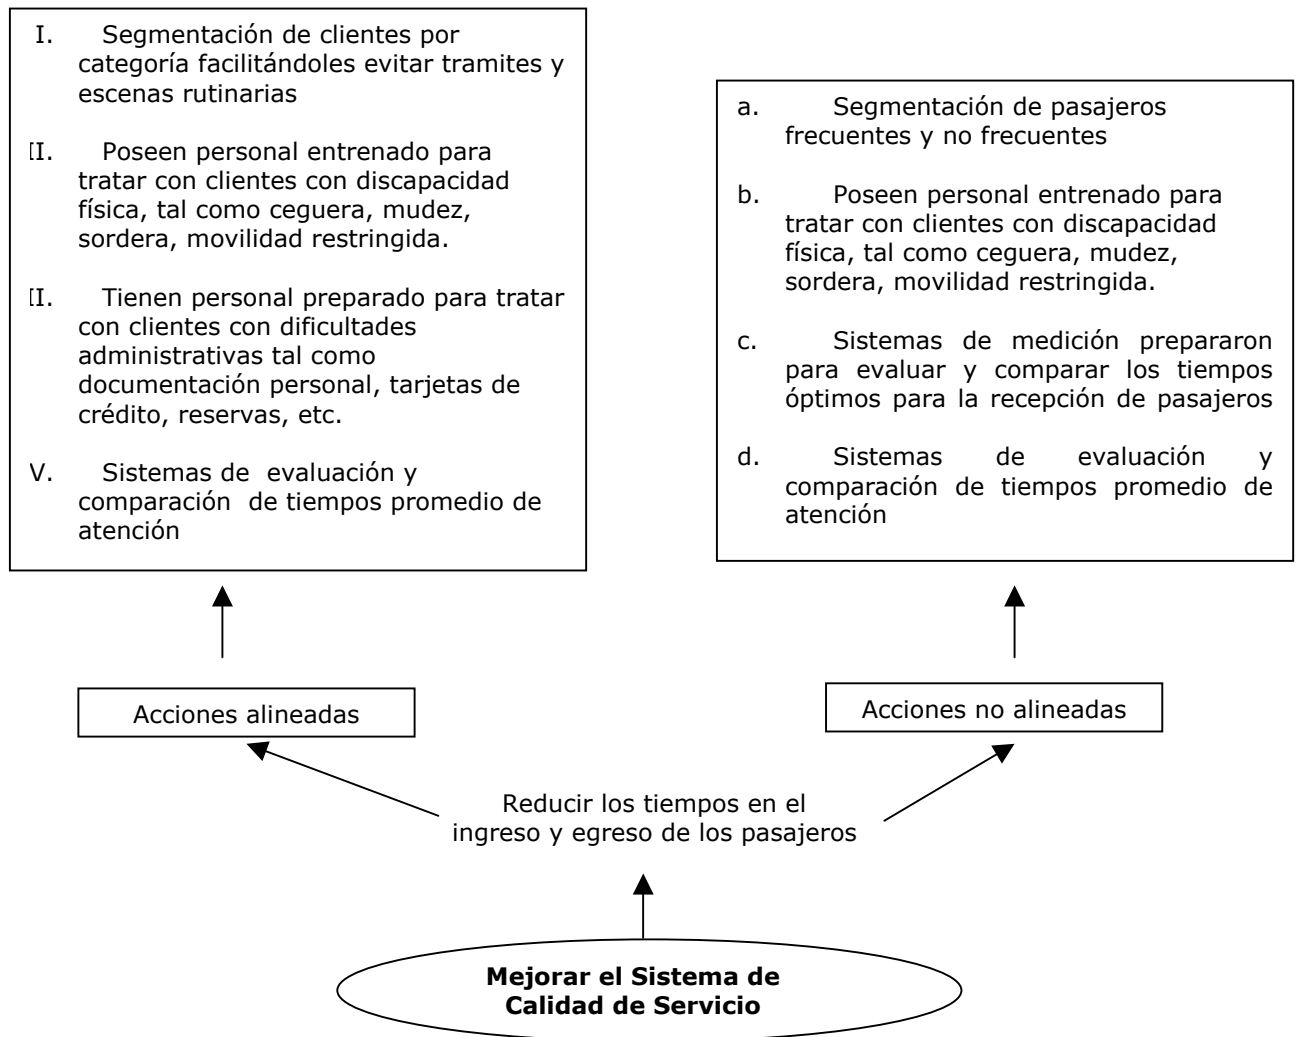 I. Segmentación de clientes por
categoría facilitándoles evitar tramites y
escenas rutinarias
II. Poseen personal entrenado para
tratar con clientes con discapacidad
física, tal como ceguera, mudez,
sordera, movilidad restringida.
II. Tienen personal preparado para tratar
con clientes con dificultades
administrativas tal como
documentación personal, tarjetas de
crédito, reservas, etc.
V. Sistemas de evaluación y
comparación de tiempos promedio de
atención
a. Segmentación de pasajeros
frecuentes y no frecuentes
b. Poseen personal entrenado para
tratar con clientes con discapacidad
física, tal como ceguera, mudez,
sordera, movilidad restringida.
c. Sistemas de medición prepararon
para evaluar y comparar los tiempos
óptimos para la recepción de pasajeros
d. Sistemas de evaluación y
comparación de tiempos promedio de
atención
Acciones alineadas
Acciones no alineadas
Reducir los tiempos en el
ingreso y egreso de los pasajeros
Mejorar el Sistema de
Calidad de Servicio